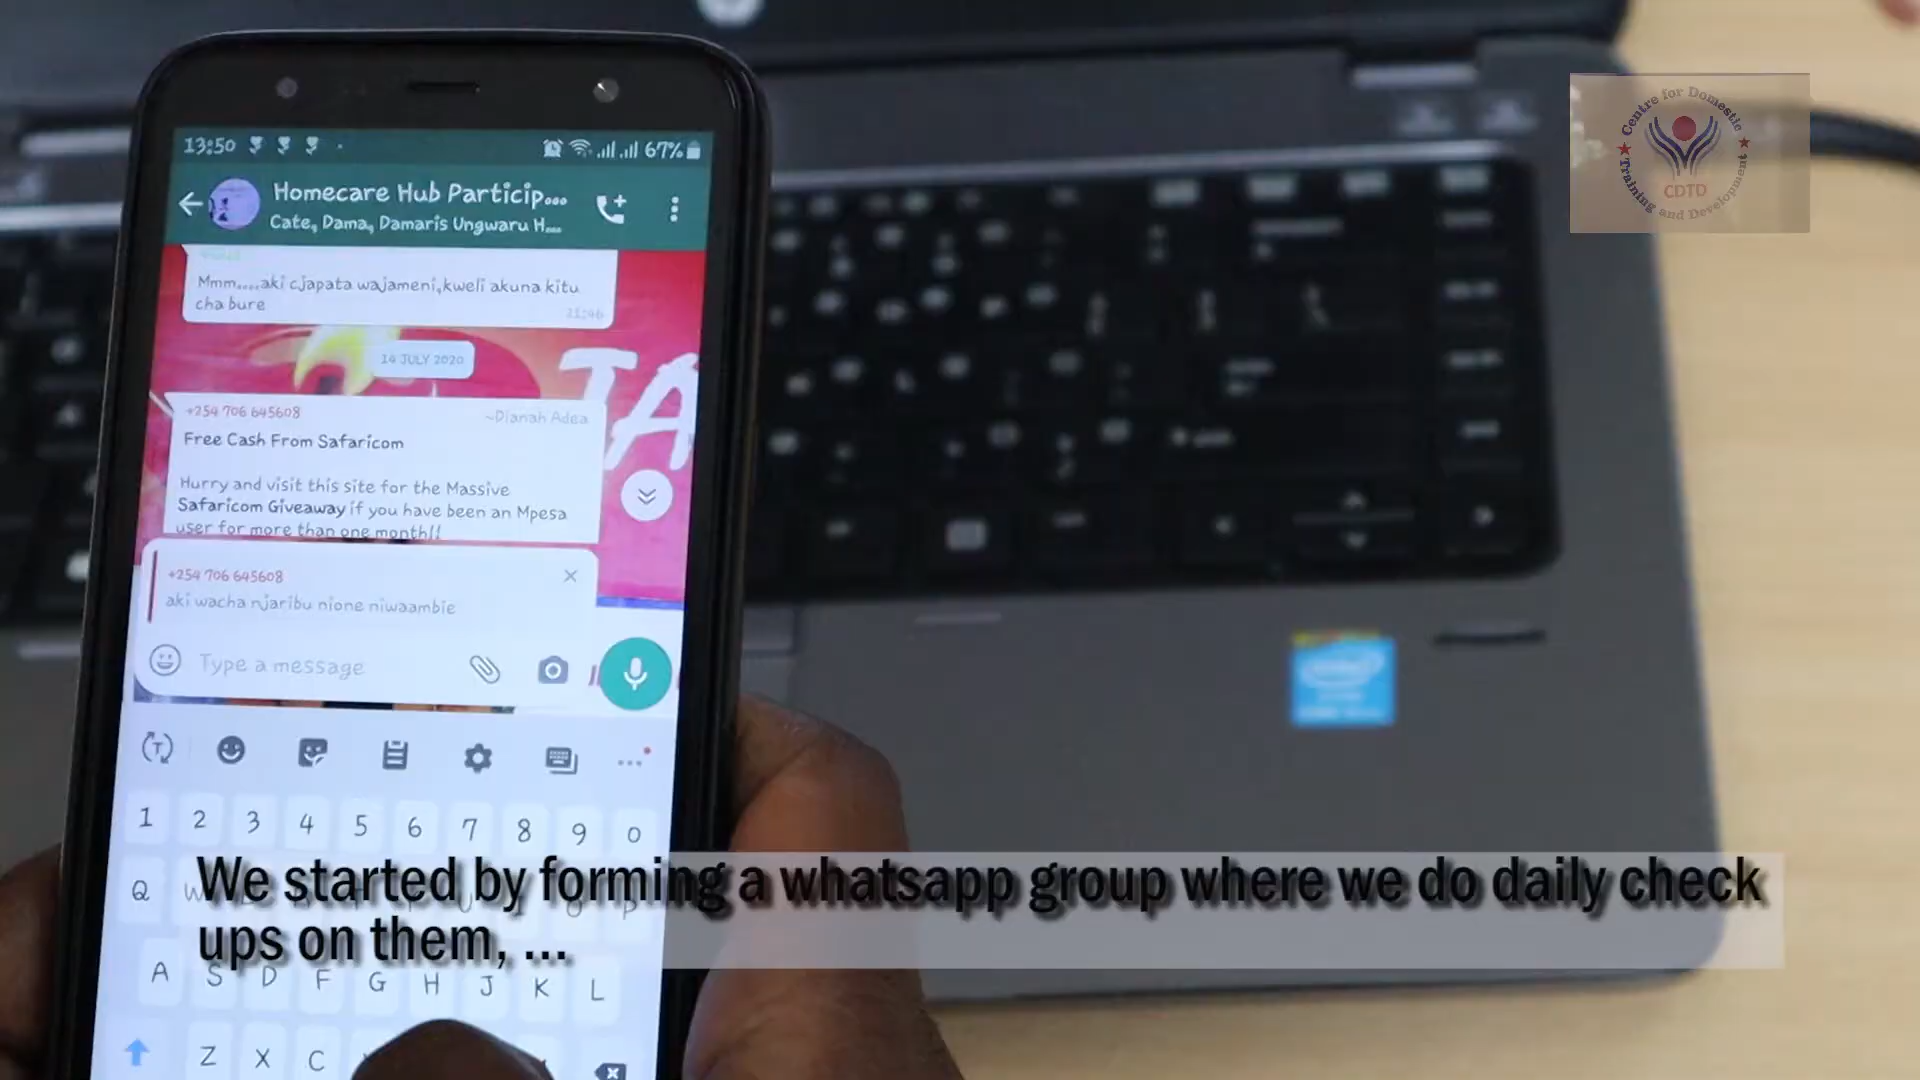 13:50
67%
Homecare Hub Particip...
Cate, Dama, Damaris Ungwaru H...
Mmm....aki cjapata wajameni,kweli akuna kitu
cha bure
21:46
14 JULY 2020
TA
+254 706 645608
~Dianah Adea
Free Cash From Safaricom
Hurry and visit this site for the Massive
Safaricom Giveaway if you have been an Mpesa
user for more than one month!!
+254 706 645608
aki wacha njaribu nione niwaambie
Type a message
1 2 3 4 5 6 7 8 9 0
Q W U P
A S D F G H J K L
Z X C
Centre for Domestic
Training and Development
CDTD
We started by forming a whatsapp group where we do daily check
ups on them, ...